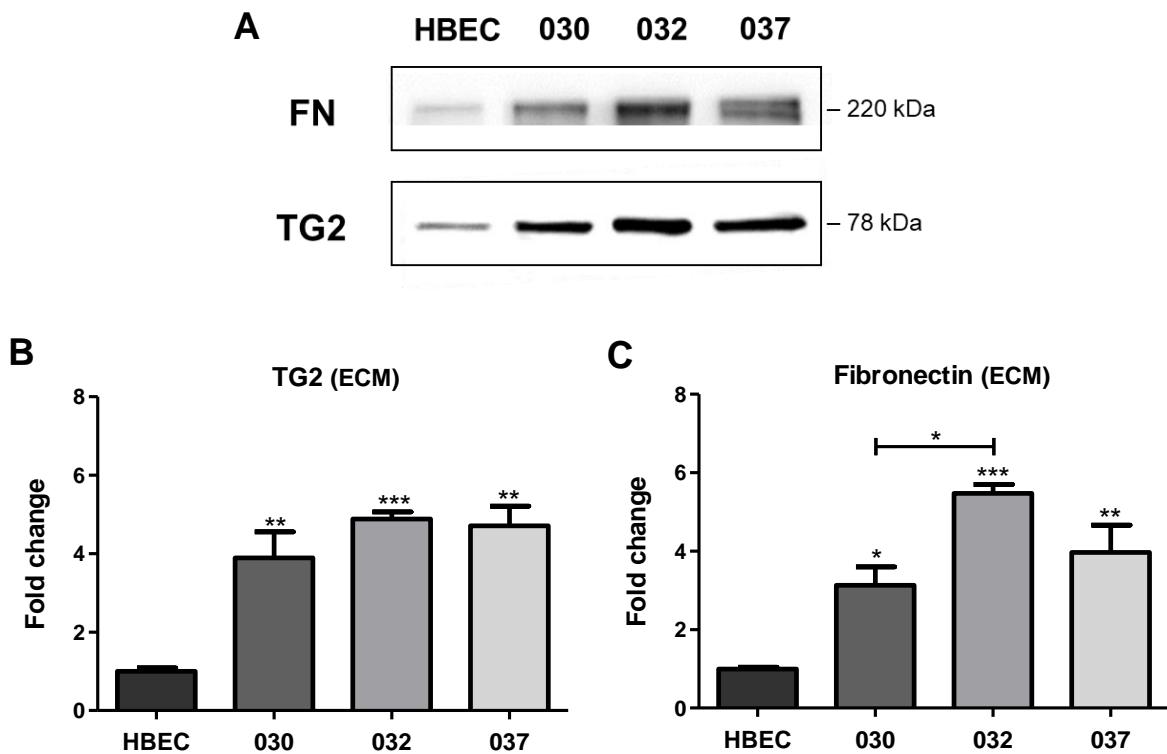 A
HBEC 030 032 037
FN – 220 kDa
TG2 – 78 kDa
B
TG2 (ECM)
Fold change
8
6
4
2
0
** *** **
HBEC 030 032 037
C
Fibronectin (ECM)
Fold change
8
6
4
2
0
*
* *** **
HBEC 030 032 037